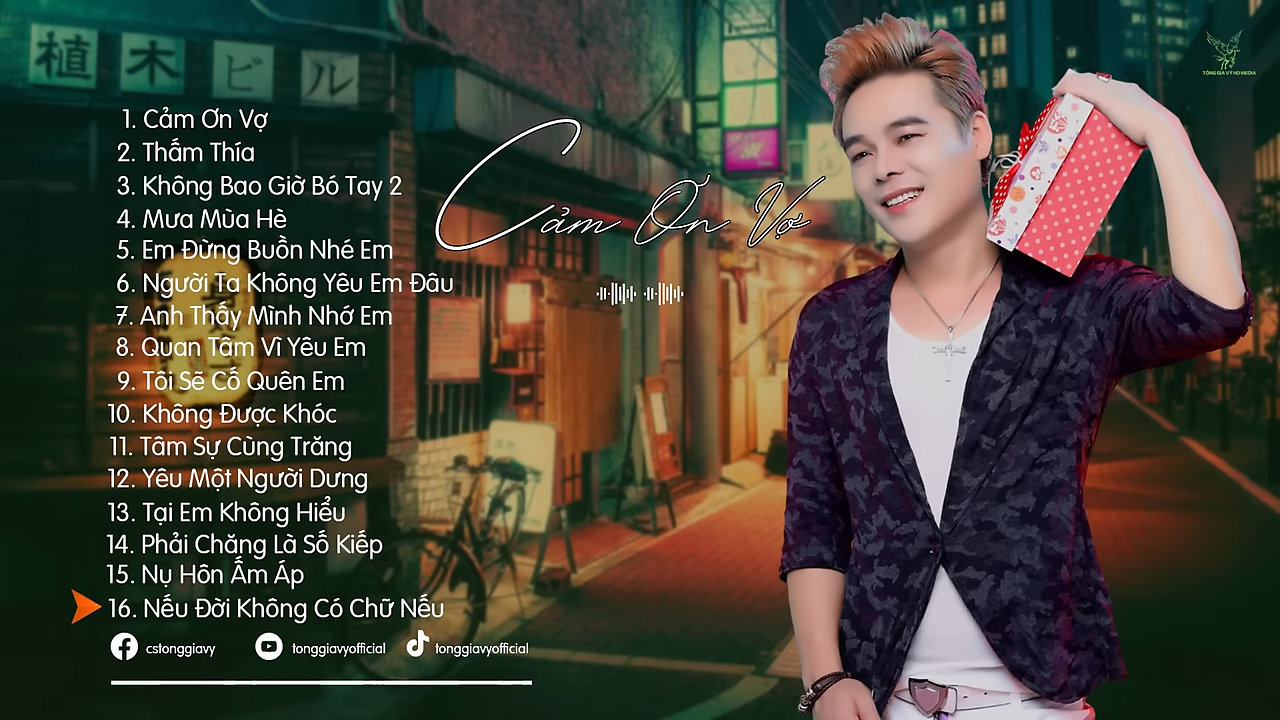 植木ビル
TỐNG GIA VỸ HD MEDIA
1. Cảm Ơn Vợ
2. Thấm Thía
3. Không Bao Giờ Bó Tay 2
4. Mưa Mùa Hè
5. Em Đừng Buồn Nhé Em
6. Người Ta Không Yêu Em Đâu
7. Anh Thấy Mình Nhớ Em
8. Quan Tâm Vì Yêu Em
9. Tôi Sẽ Cố Quên Em
10. Không Được Khóc
11. Tâm Sự Cùng Trăng
12. Yêu Một Người Dưng
13. Tại Em Không Hiểu
14. Phải Chăng Là Số Kiếp
15. Nụ Hôn Ấm Áp
16. Nếu Đời Không Có Chữ Nếu
Cảm Ơn Vợ
cstonggiavy
tonggiavyofficial
tonggiavyofficial